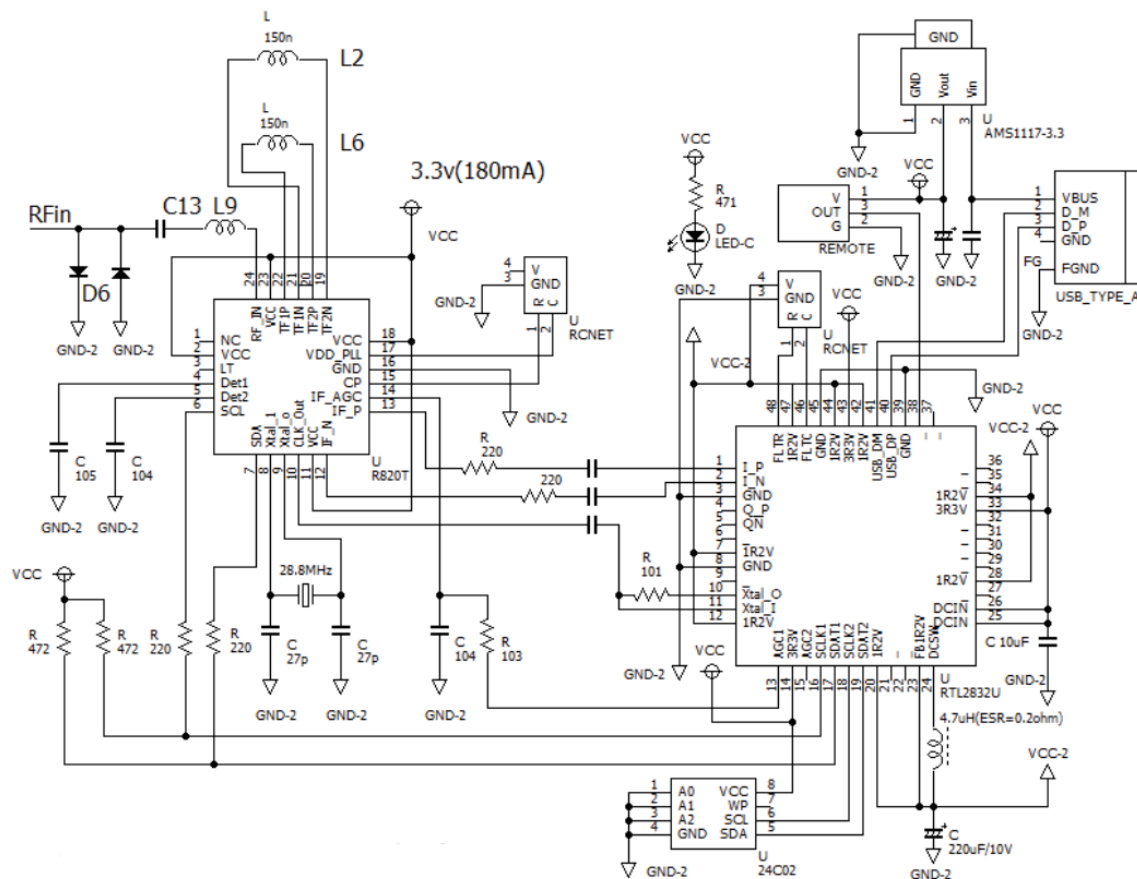 L
150n
L2
L
150n
L6
3.3v(180mA)
RFin
C13
L9
D6
VCC
GND-2
GND-2
24
23
22
21
20
19
RF_IN
VCC
TF1P
TF1N
TF2P
TF2N
1 NC
2 VCC
3 LT
4 Det1
5 Det2
6 SCL
VCC 18
VDD_PLL 17
GND 16
CP 15
IF_AGC 14
IF_P 13
SDA
Xtal_1
Xtal_o
CLK_Out
VCC
IF_N
7
8
9
10
11
12
U
R820T
4 V
3 GND
R C
1 2
U
RCNET
GND-2
GND-2
C
105
C
104
GND-2
GND-2
R
220
220
R
101
VCC
R
472
R
472
R
220
R
220
28.8MHz
C
27p
C
27p
C
104
R
103
GND-2
GND-2
GND-2
VCC
R
471
D
LED-C
GND-2
GND
GND
Vout
Vin
1
2
3
U
AMS1117-3.3
GND-2
VCC
V 1
OUT 3
G 2
REMOTE
GND-2
GND-2
GND-2
1 VBUS
2 D_M
3 D_P
4 GND
FG
FGND
USB_TYPE_A
GND-2
4 V
3 GND
R C
1 2
U
RCNET
VCC
VCC-2
GND-2
48
47
46
45
44
43
42
41
40
39
38
37
FLTR
1R2V
FLTC
GND
1R2V
3R3V
1R2V
USB_DM
USB_DP
GND
_
_
1 I_P
2 I_N
3 GND
4 Q_P
5 QN
6 _
7 1R2V
8 GND
9 _
10 Xtal_O
11 Xtal_I
12 1R2V
36
_ 35
1R2V 34
3R3V 33
_ 32
_ 31
_ 30
_ 29
_ 28
1R2V 27
DCIN 26
DCIN 25
VCC
VCC-2
C 10uF
GND-2
AGC1
3R3V
AGC2
SCLK1
SDAT1
SCLK2
SDAT2
1R2V
_
_
FB1R2V
DCSW
13
14
15
16
17
18
19
20
21
22
23
24
U
RTL2832U
VCC
GND-2
4.7uH(ESR=0.2ohm)
VCC-2
C
220uF/10V
GND-2
1 A0
2 A1
3 A2
4 GND
VCC 8
WP 7
SCL 6
SDA 5
U
24C02
GND-2